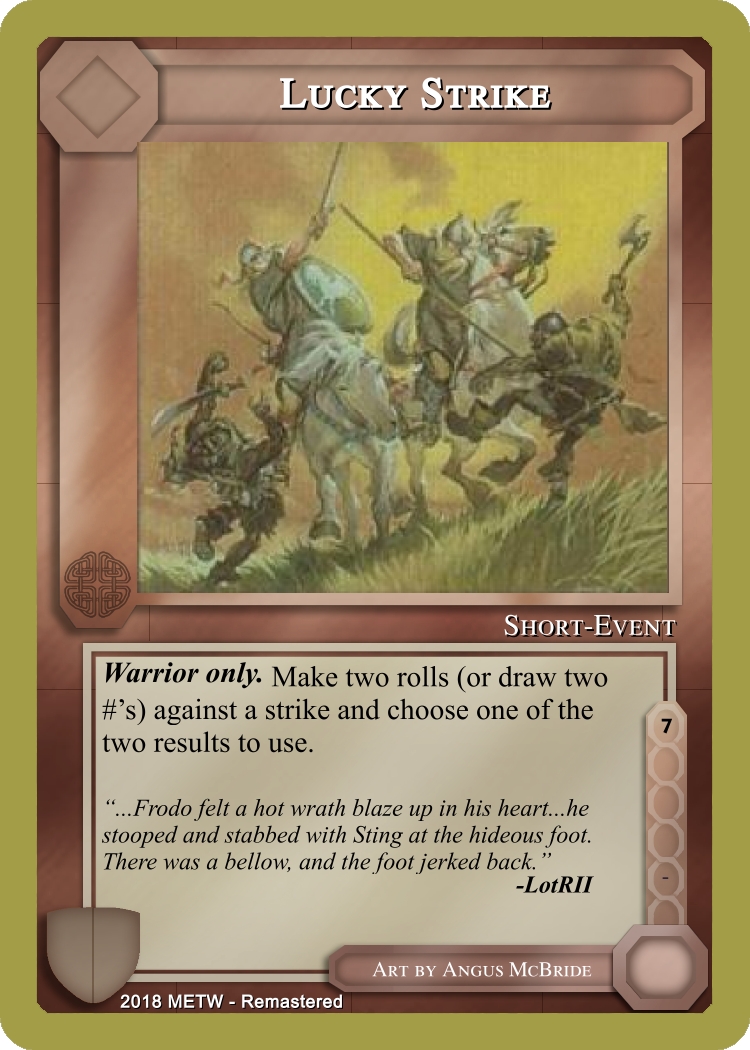 LUCKY STRIKE
SHORT-EVENT
Warrior only. Make two rolls (or draw two
#'s) against a strike and choose one of the
two results to use.
7
“...Frodo felt a hot wrath blaze up in his heart...he
stooped and stabbed with Sting at the hideous foot.
There was a bellow, and the foot jerked back.”
-
-LotRII
ART BY ANGUS MCBRIDE
2018 METW - Remastered